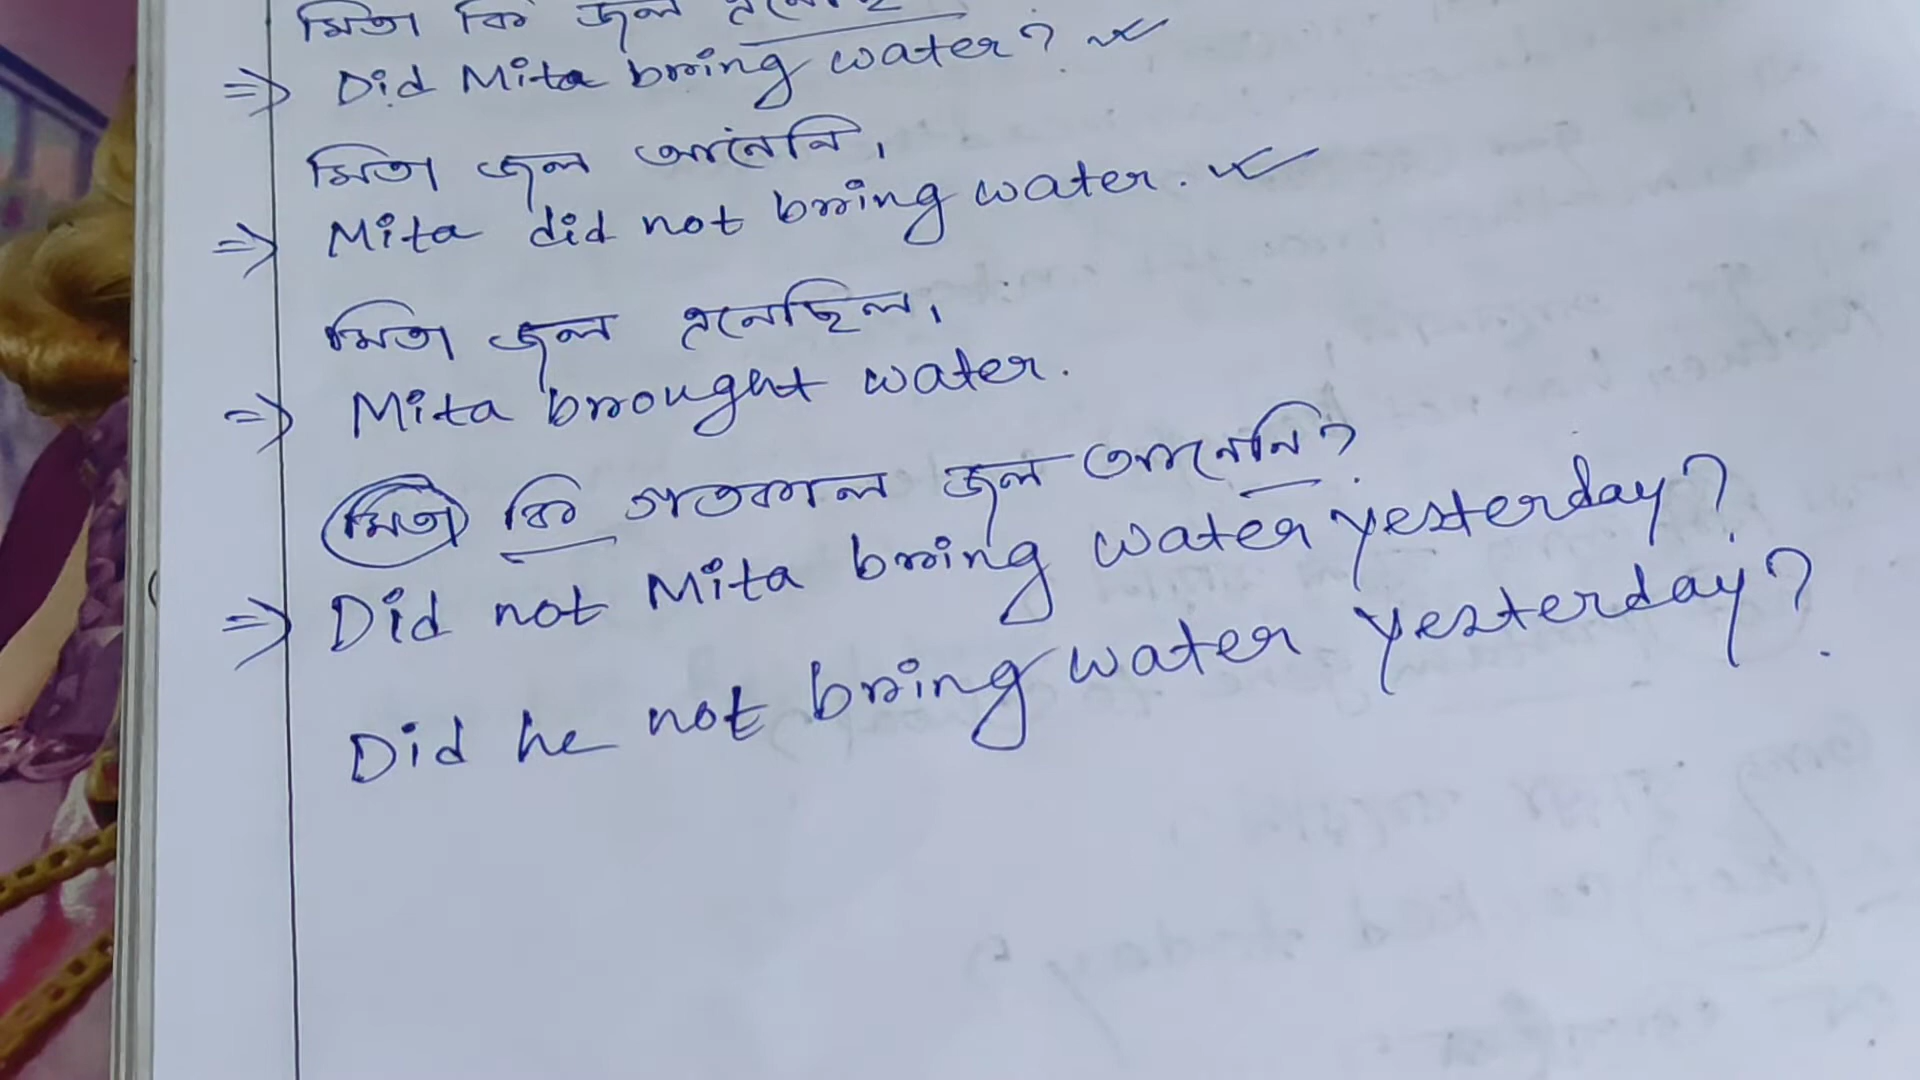 মিতা কি জল এনেছি
⇒ Did Mita bring water?
মিতা জল আনেনি।
⇒ Mita did not bring water.
মিতা জল এনেছিল।
⇒ Mita brought water.
মিতা কি গতকাল জল আনেনি?
⇒ Did not Mita bring water yesterday?
Did he not bring water yesterday?